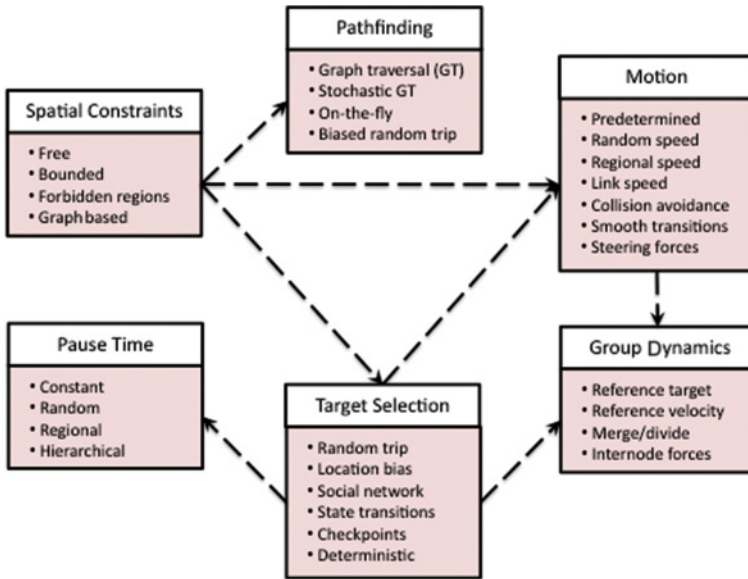 Pathfinding
• Graph traversal (GT)
• Stochastic GT
• On-the-fly
• Biased random trip
Motion
• Predetermined
• Random speed
• Regional speed
• Link speed
• Collision avoidance
• Smooth transitions
• Steering forces
Spatial Constraints
• Free
• Bounded
• Forbidden regions
• Graph based
Pause Time
• Constant
• Random
• Regional
• Hierarchical
Target Selection
• Random trip
• Location bias
• Social network
• State transitions
• Checkpoints
• Deterministic
Group Dynamics
• Reference target
• Reference velocity
• Merge/divide
• Internode forces